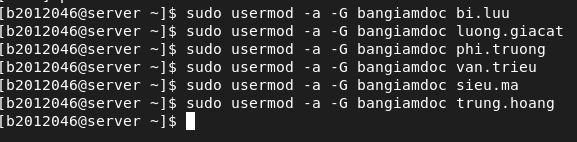 [b2012046@server ~]$ sudo usermod -a -G bangiamdoc bi.luu
[b2012046@server ~]$ sudo usermod -a -G bangiamdoc luong.giacat
[b2012046@server ~]$ sudo usermod -a -G bangiamdoc phi.truong
[b2012046@server ~]$ sudo usermod -a -G bangiamdoc van.trieu
[b2012046@server ~]$ sudo usermod -a -G bangiamdoc sieu.ma
[b2012046@server ~]$ sudo usermod -a -G bangiamdoc trung.hoang
[b2012046@server ~]$